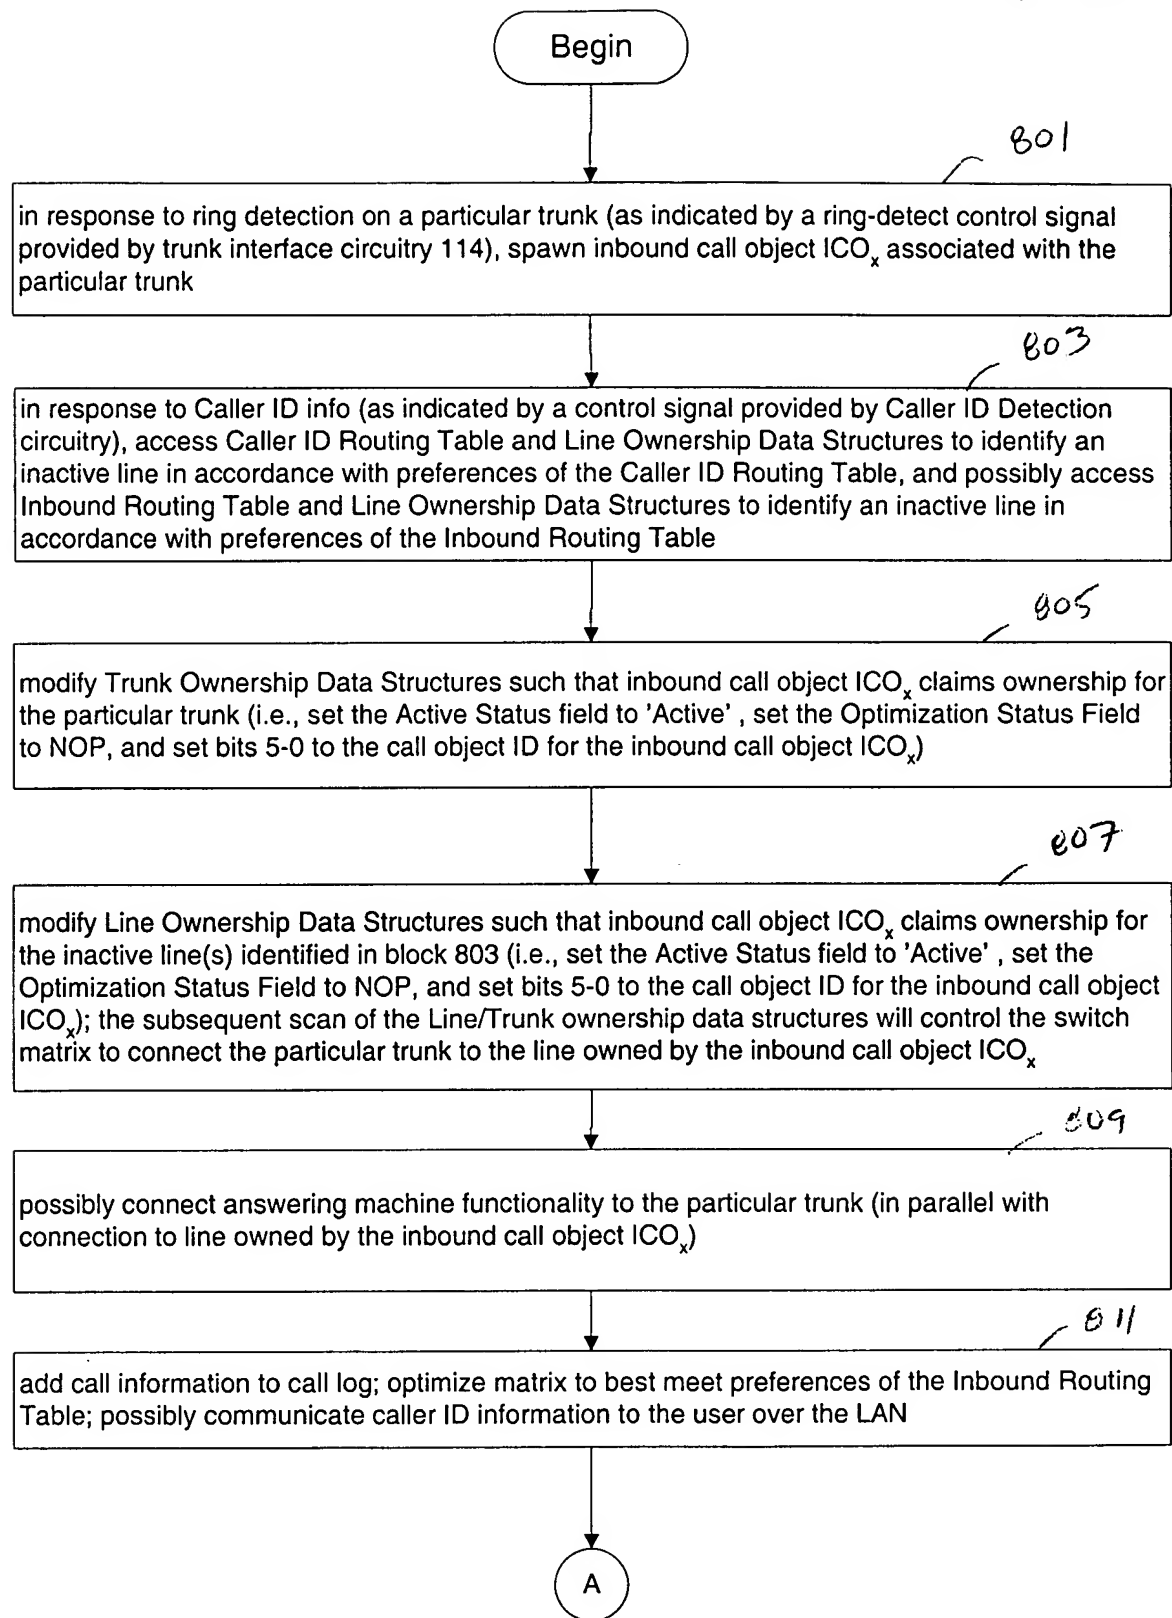 Begin
801
in response to ring detection on a particular trunk (as indicated by a ring-detect control signal
provided by trunk interface circuitry 114), spawn inbound call object ICOx associated with the
particular trunk
803
in response to Caller ID info (as indicated by a control signal provided by Caller ID Detection
circuitry), access Caller ID Routing Table and Line Ownership Data Structures to identify an
inactive line in accordance with preferences of the Caller ID Routing Table, and possibly access
Inbound Routing Table and Line Ownership Data Structures to identify an inactive line in
accordance with preferences of the Inbound Routing Table
805
modify Trunk Ownership Data Structures such that inbound call object ICOx claims ownership for
the particular trunk (i.e., set the Active Status field to 'Active' , set the Optimization Status Field
to NOP, and set bits 5-0 to the call object ID for the inbound call object ICOx)
807
modify Line Ownership Data Structures such that inbound call object ICOx claims ownership for
the inactive line(s) identified in block 803 (i.e., set the Active Status field to 'Active' , set the
Optimization Status Field to NOP, and set bits 5-0 to the call object ID for the inbound call object
ICOx); the subsequent scan of the Line/Trunk ownership data structures will control the switch
matrix to connect the particular trunk to the line owned by the inbound call object ICOx
809
possibly connect answering machine functionality to the particular trunk (in parallel with
connection to line owned by the inbound call object ICOx)
811
add call information to call log; optimize matrix to best meet preferences of the Inbound Routing
Table; possibly communicate caller ID information to the user over the LAN
A